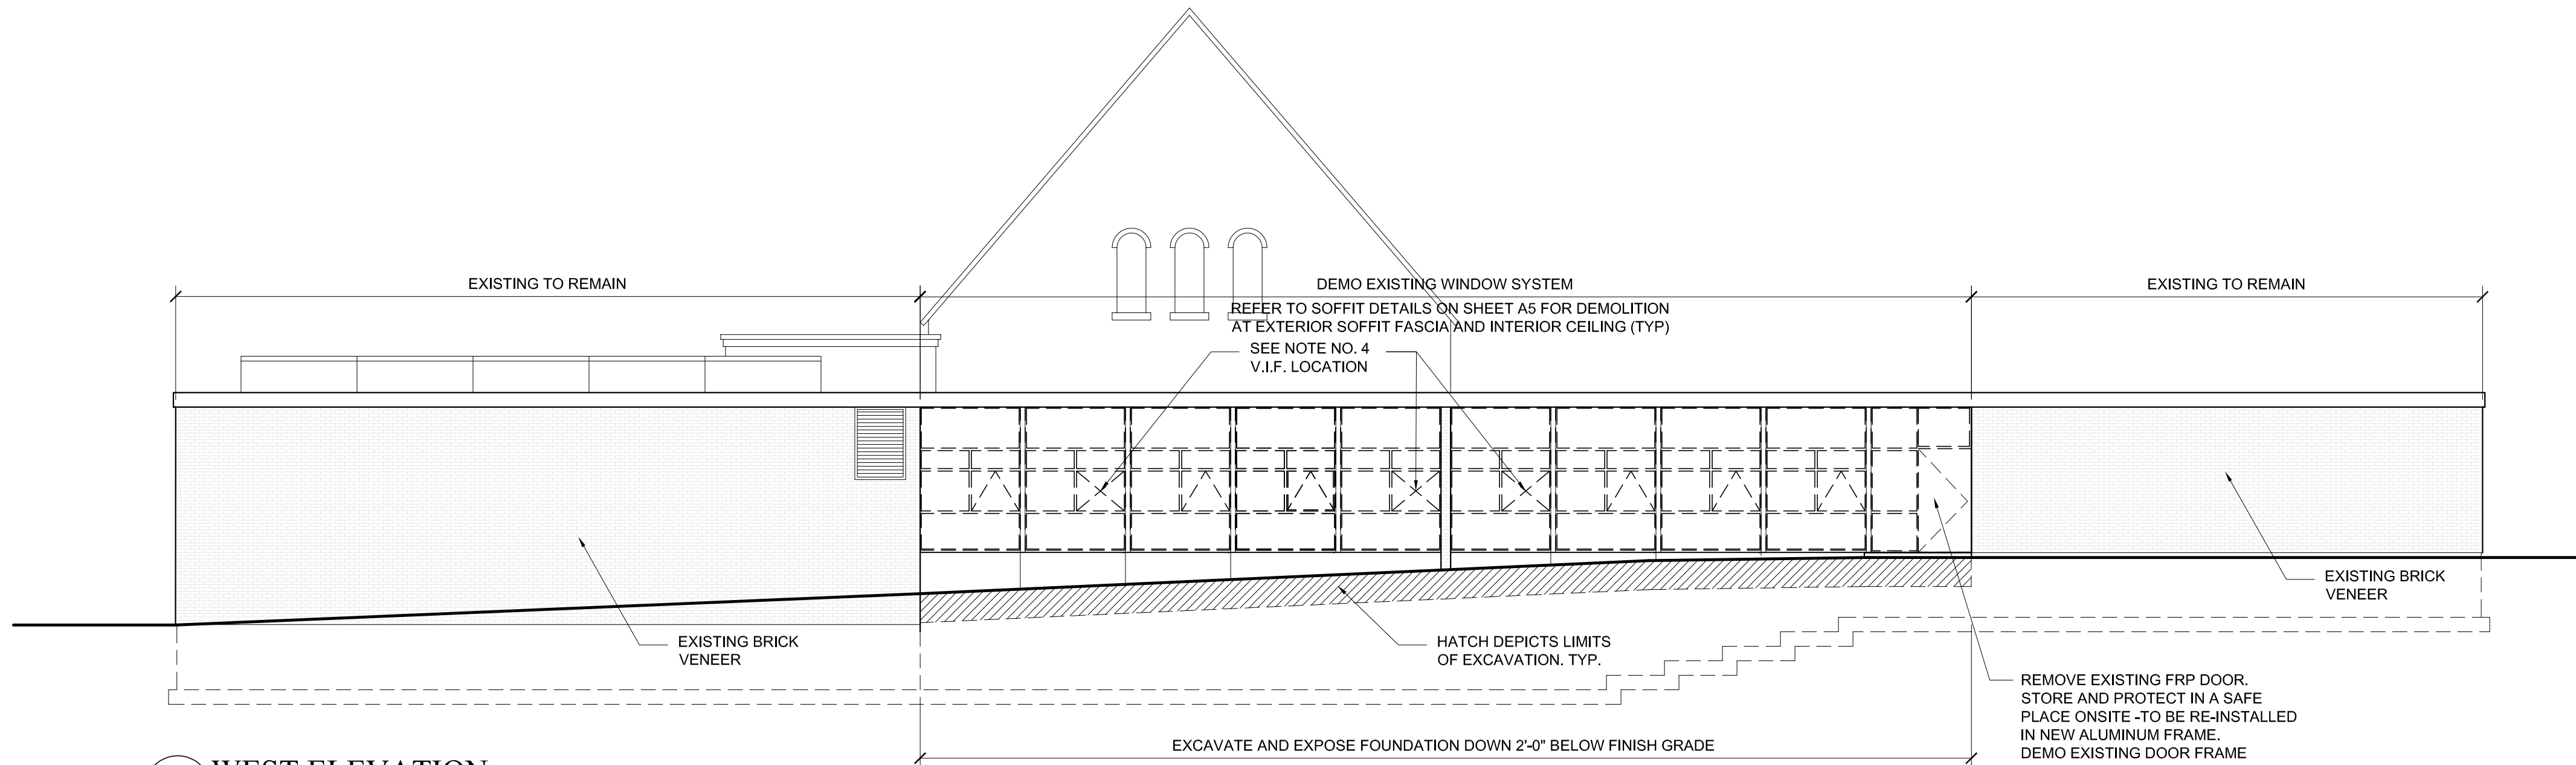 EXISTING TO REMAIN
DEMO EXISTING WINDOW SYSTEM
EXISTING TO REMAIN
REFER TO SOFFIT DETAILS ON SHEET A5 FOR DEMOLITION
AT EXTERIOR SOFFIT FASCIA AND INTERIOR CEILING (TYP)
SEE NOTE NO. 4
V.I.F. LOCATION
EXISTING BRICK
VENEER
EXISTING BRICK
VENEER
HATCH DEPICTS LIMITS
OF EXCAVATION. TYP.
REMOVE EXISTING FRP DOOR.
STORE AND PROTECT IN A SAFE
PLACE ONSITE -TO BE RE-INSTALLED
IN NEW ALUMINUM FRAME.
DEMO EXISTING DOOR FRAME
EXCAVATE AND EXPOSE FOUNDATION DOWN 2'-0" BELOW FINISH GRADE
WEST ELEVATION